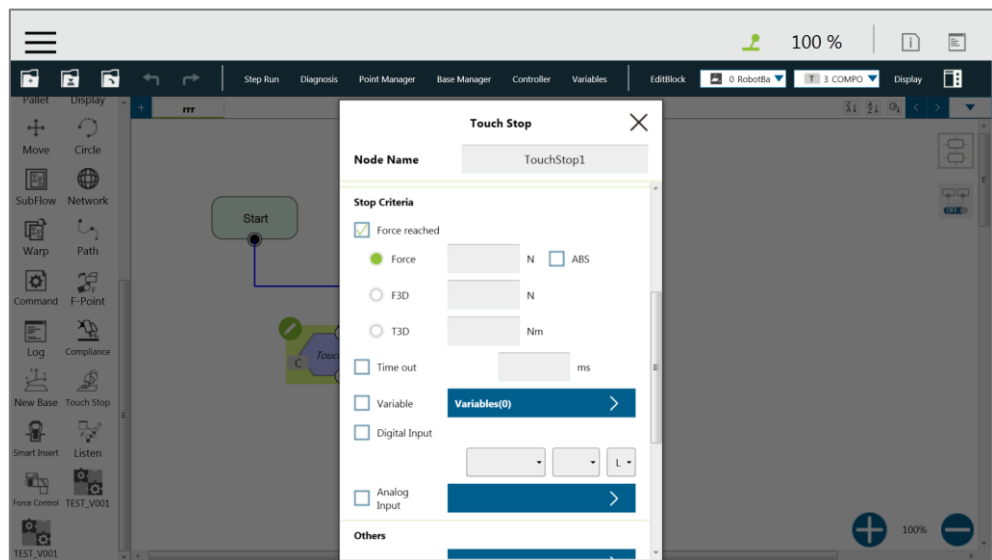 100 %
Step Run Diagnosis Point Manager Base Manager Controller Variables EditBlock 0 RobotBa T 3 COMPO Display
Pallet Display
+ rrr
Move Circle
SubFlow Network
Warp Path
Command F-Point
Log Compliance
New Base Touch Stop
Smart Insert Listen
Force Control TEST_V001
TEST_V001
Start
C Touc
OFF
Touch Stop
Node Name TouchStop1
Stop Criteria
Force reached
Force N ABS
F3D N
T3D Nm
Time out ms
Variable Variables(0)
Digital Input
L
Analog
Input
Others
100%